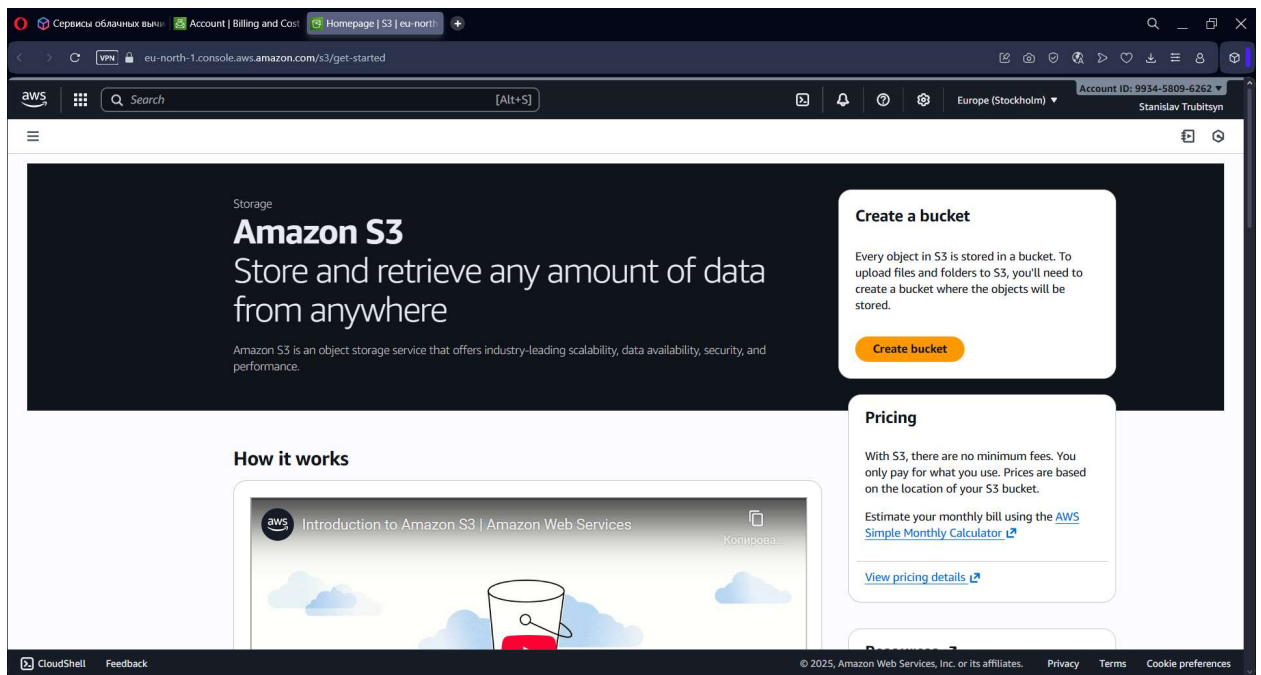 Сервисы облачных вычи
Account | Billing and Cost
Homepage | S3 | eu-north
VPN
eu-north-1.console.aws.amazon.com/s3/get-started
aws
Search
[Alt+S]
Europe (Stockholm)
Account ID: 9934-5809-6262
Stanislav Trubitsyn
Storage
Amazon S3
Store and retrieve any amount of data
from anywhere
Amazon S3 is an object storage service that offers industry-leading scalability, data availability, security, and
performance.
Create a bucket
Every object in S3 is stored in a bucket. To
upload files and folders to S3, you'll need to
create a bucket where the objects will be
stored.
Create bucket
Pricing
With S3, there are no minimum fees. You
only pay for what you use. Prices are based
on the location of your S3 bucket.
Estimate your monthly bill using the AWS
Simple Monthly Calculator
View pricing details
How it works
aws
Introduction to Amazon S3 | Amazon Web Services
Копирова...
CloudShell
Feedback
© 2025, Amazon Web Services, Inc. or its affiliates.
Privacy
Terms
Cookie preferences